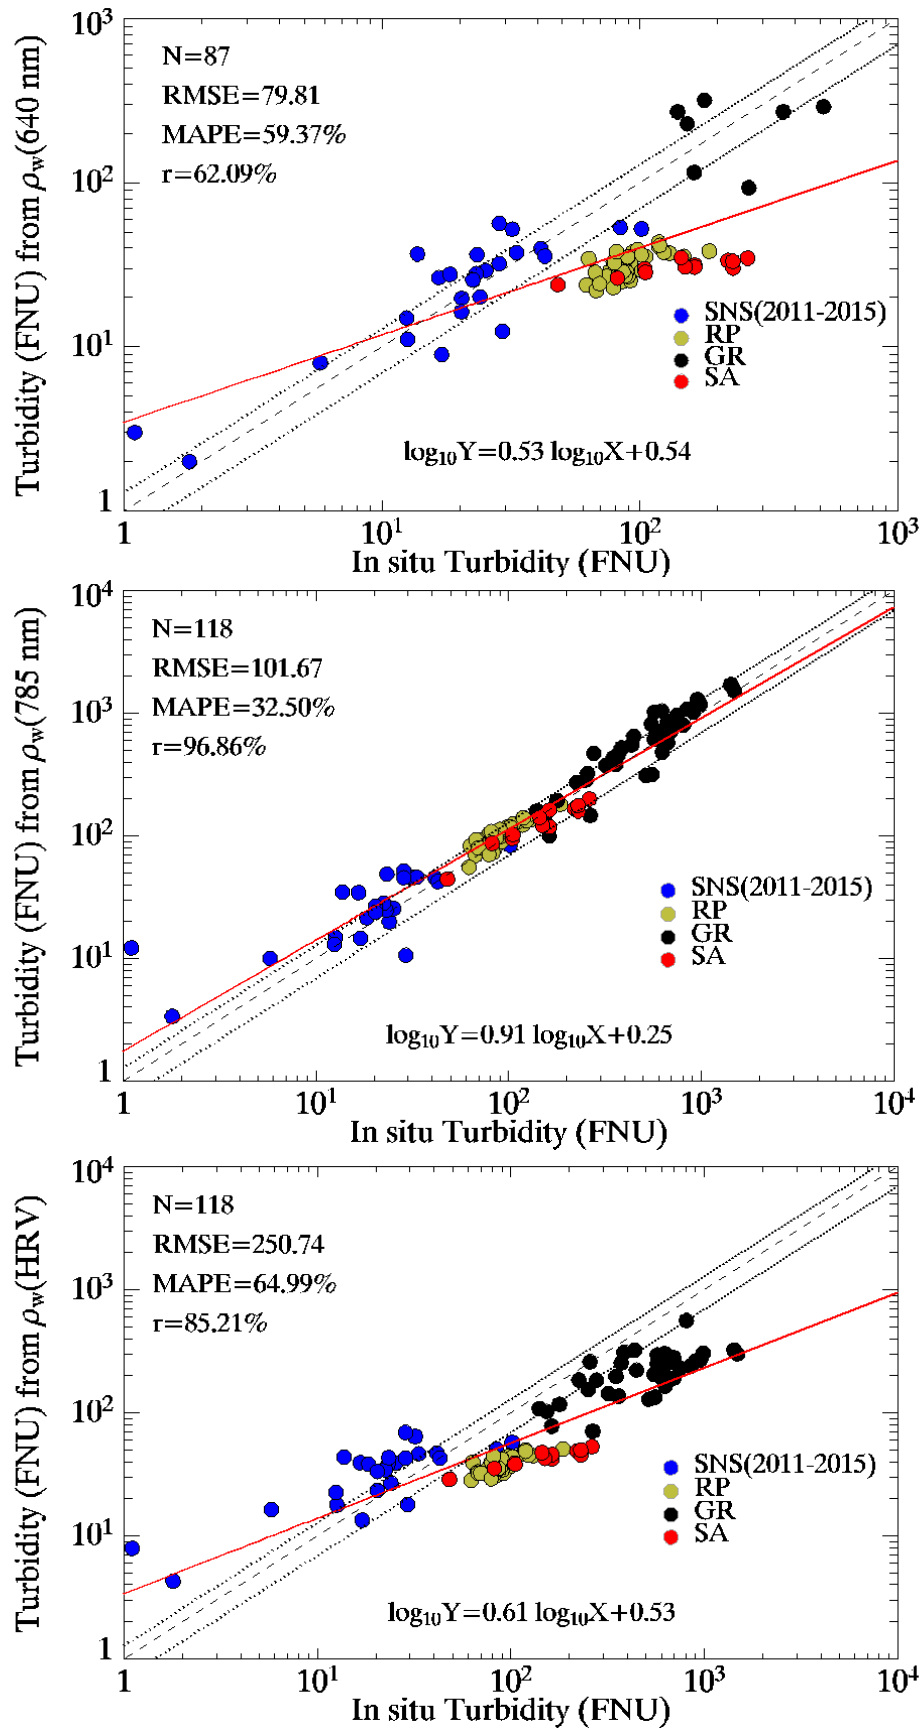 Turbidity (FNU) from ρw(640 nm)
10³
10²
10¹
1
N=87
RMSE=79.81
MAPE=59.37%
r=62.09%
SNS(2011-2015)
RP
GR
SA
log₁₀Y=0.53 log₁₀X+0.54
1 10¹ 10² 10³
In situ Turbidity (FNU)
Turbidity (FNU) from ρw(785 nm)
10⁴
10³
10²
10¹
1
N=118
RMSE=101.67
MAPE=32.50%
r=96.86%
SNS(2011-2015)
RP
GR
SA
log₁₀Y=0.91 log₁₀X+0.25
1 10¹ 10² 10³ 10⁴
In situ Turbidity (FNU)
Turbidity (FNU) from ρw(HRV)
10⁴
10³
10²
10¹
1
N=118
RMSE=250.74
MAPE=64.99%
r=85.21%
SNS(2011-2015)
RP
GR
SA
log₁₀Y=0.61 log₁₀X+0.53
1 10¹ 10² 10³ 10⁴
In situ Turbidity (FNU)